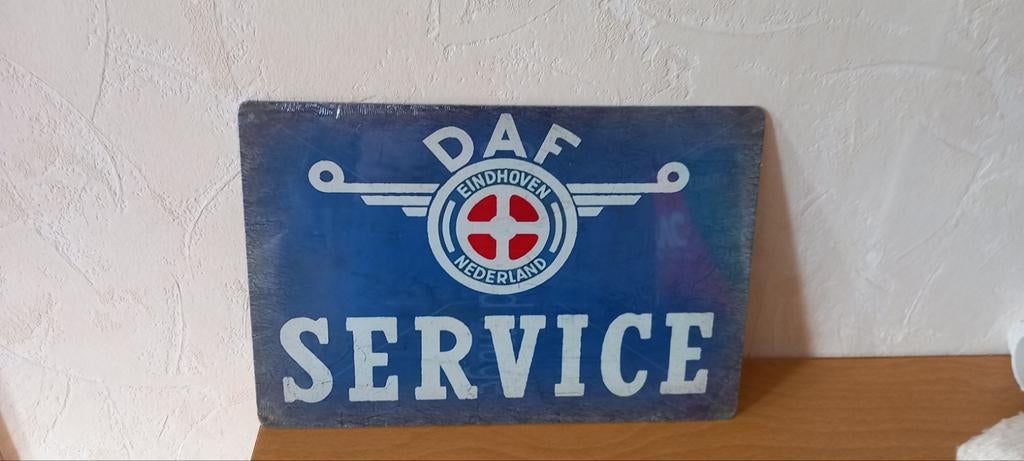 DAF
EINDHOVEN
NEDERLAND
SERVICE